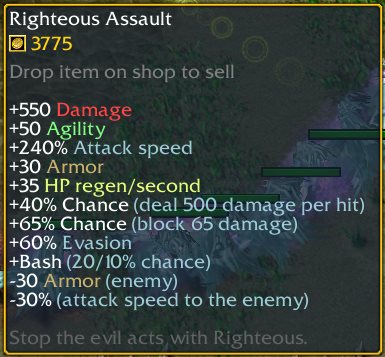 Righteous Assault
3775
Drop item on shop to sell
+550 Damage
+50 Agility
+240% Attack speed
+30 Armor
+35 HP regen/second
+40% Chance (deal 500 damage per hit)
+65% Chance (block 65 damage)
+60% Evasion
+Bash (20/10% chance)
-30 Armor (enemy)
-30% (attack speed to the enemy)
Stop the evil acts with Righteous.